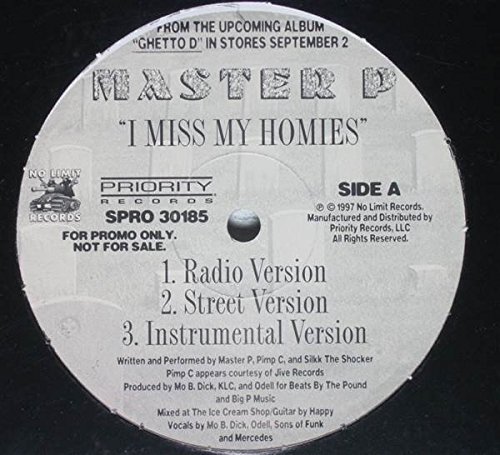 FROM THE UPCOMING ALBUM
"GHETTO D" IN STORES SEPTEMBER 2
MASTER P
"I MISS MY HOMIES"
NO LIMIT
RECORDS
PRIORITY
RECORDS
SPRO 30185
FOR PROMO ONLY.
NOT FOR SALE.
SIDE A
℗ © 1997 No Limit Records.
Manufactured and Distributed by
Priority Records, LLC
All Rights Reserved.
1. Radio Version
2. Street Version
3. Instrumental Version
Written and Performed by Master P, Pimp C, and Silkk The Shocker
Pimp C appears courtesy of Jive Records
Produced by Mo B. Dick, KLC, and Odell for Beats By The Pound
and Big P Music
Mixed at The Ice Cream Shop/Guitar by Happy
Vocals by Mo B. Dick, Odell, Sons of Funk
and Mercedes